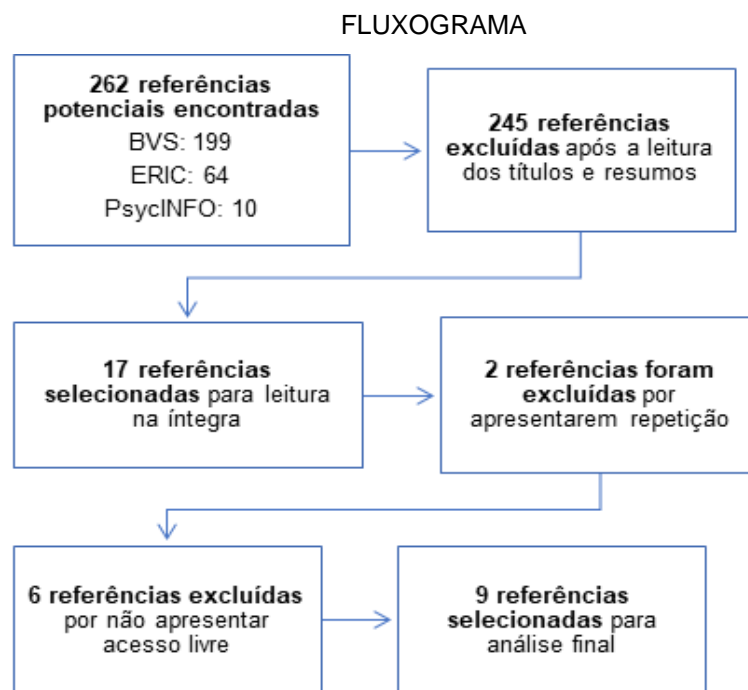 FLUXOGRAMA
262 referências
potenciais encontradas
BVS: 199
ERIC: 64
PsycINFO: 10
245 referências
excluídas após a leitura
dos títulos e resumos
17 referências
selecionadas para leitura
na íntegra
2 referências foram
excluídas por
apresentarem repetição
6 referências excluídas
por não apresentar
acesso livre
9 referências
selecionadas para
análise final